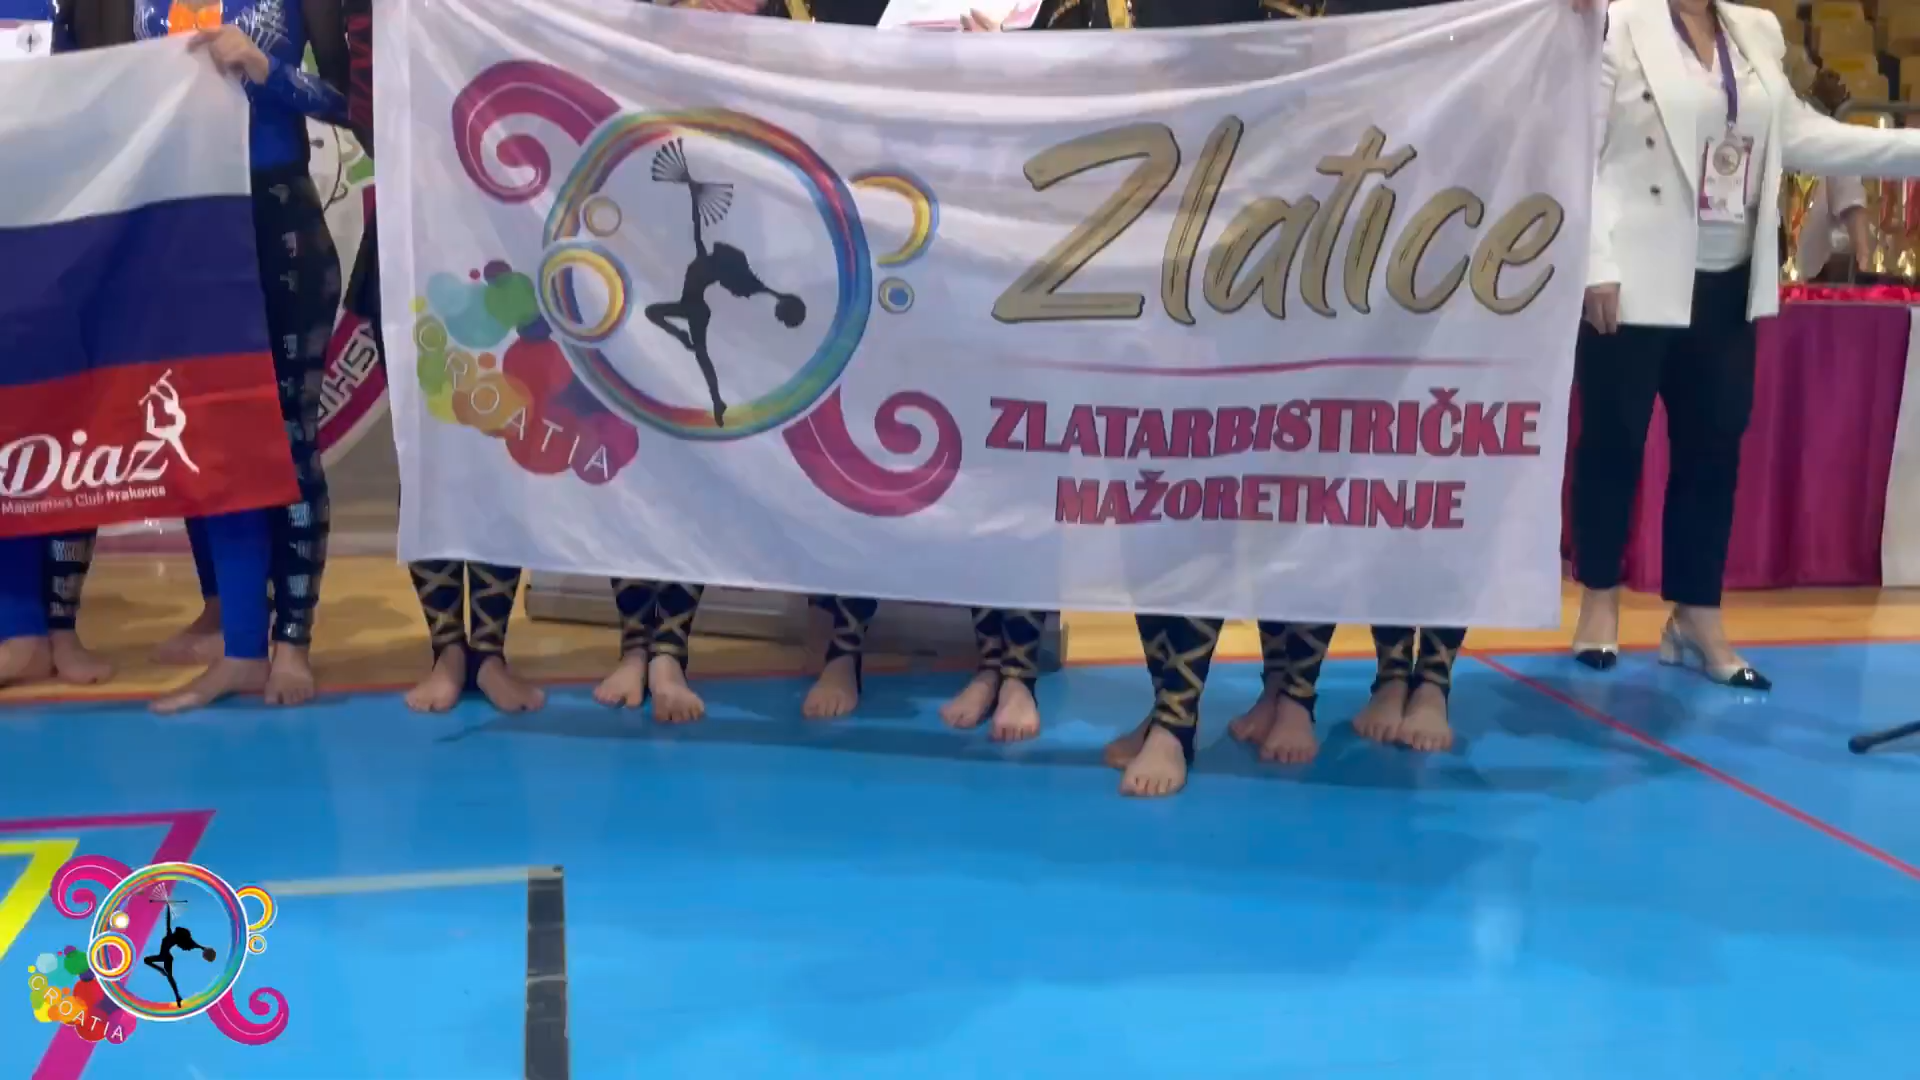 Zlatice
ZLATARBISTRIČKE
MAŽORETKINJE
CROATIA
Diaz
Majorettes Club Prakovce
CROATIA